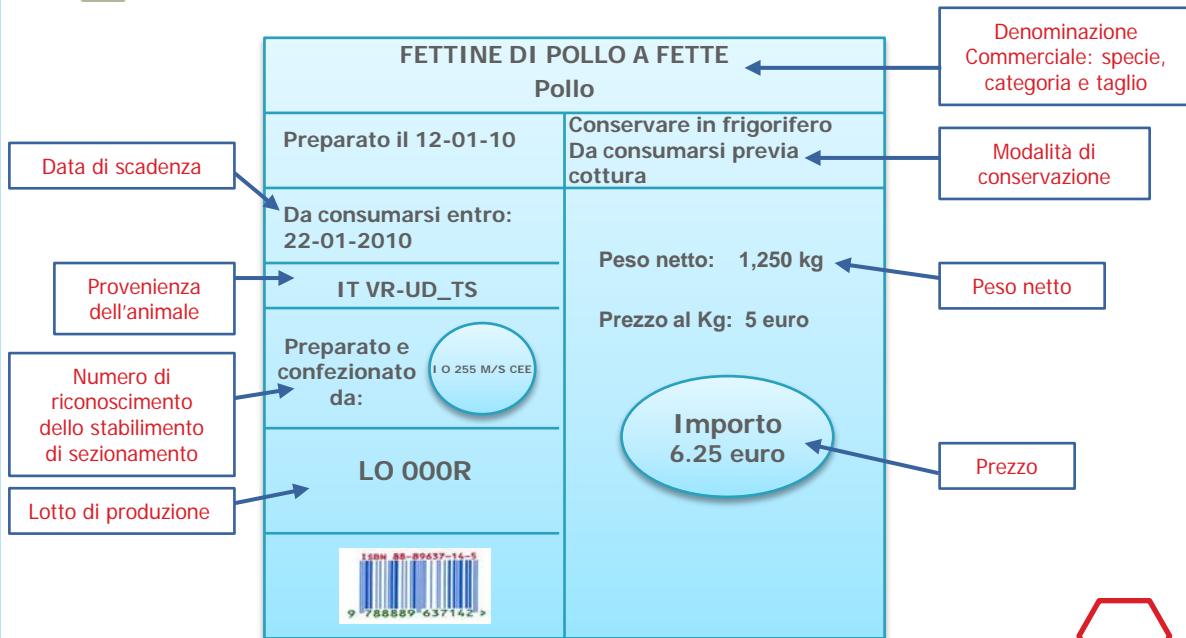 FETTINE DI POLLO A FETTE
Pollo
Denominazione
Commerciale: specie,
categoria e taglio
Preparato il 12-01-10
Conservare in frigorifero
Da consumarsi previa
cottura
Modalità di
conservazione
Data di scadenza
Da consumarsi entro:
22-01-2010
Provenienza
dell'animale
IT VR-UD_TS
Peso netto: 1,250 kg
Peso netto
Prezzo al Kg: 5 euro
Numero di
riconoscimento
dello stabilimento
di sezionamento
Preparato e
confezionato
da:
I O 255 M/S CEE
Importo
6.25 euro
Prezzo
Lotto di produzione
LO 000R
ISBN 88-89637-14-5
9 788889 637142 >